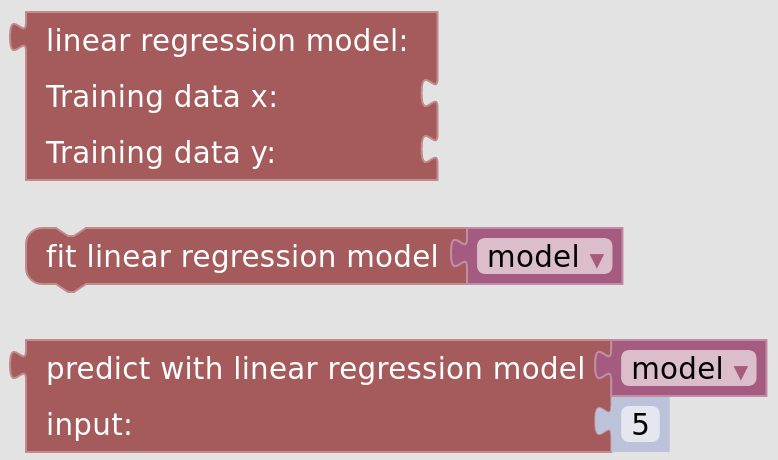 linear regression model:
Training data x:
Training data y:
fit linear regression model model ▼
predict with linear regression model model ▼
input: 5